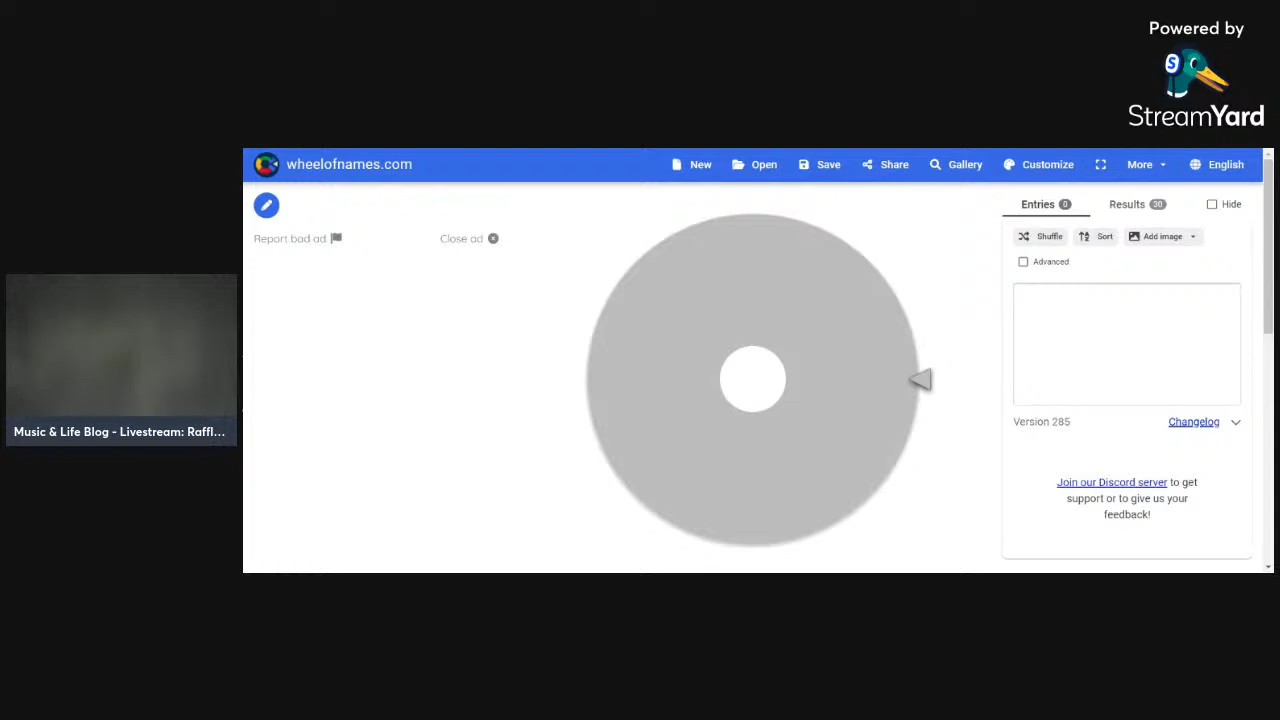 Powered by
StreamYard
wheelofnames.com
New
Open
Save
Share
Gallery
Customize
More
English
Report bad ad
Close ad
Entries 0
Results 30
Hide
Shuffle
Sort
Add image
Advanced
Version 285
Changelog
Join our Discord server to get
support or to give us your
feedback!
Music & Life Blog - Livestream: Raffl...